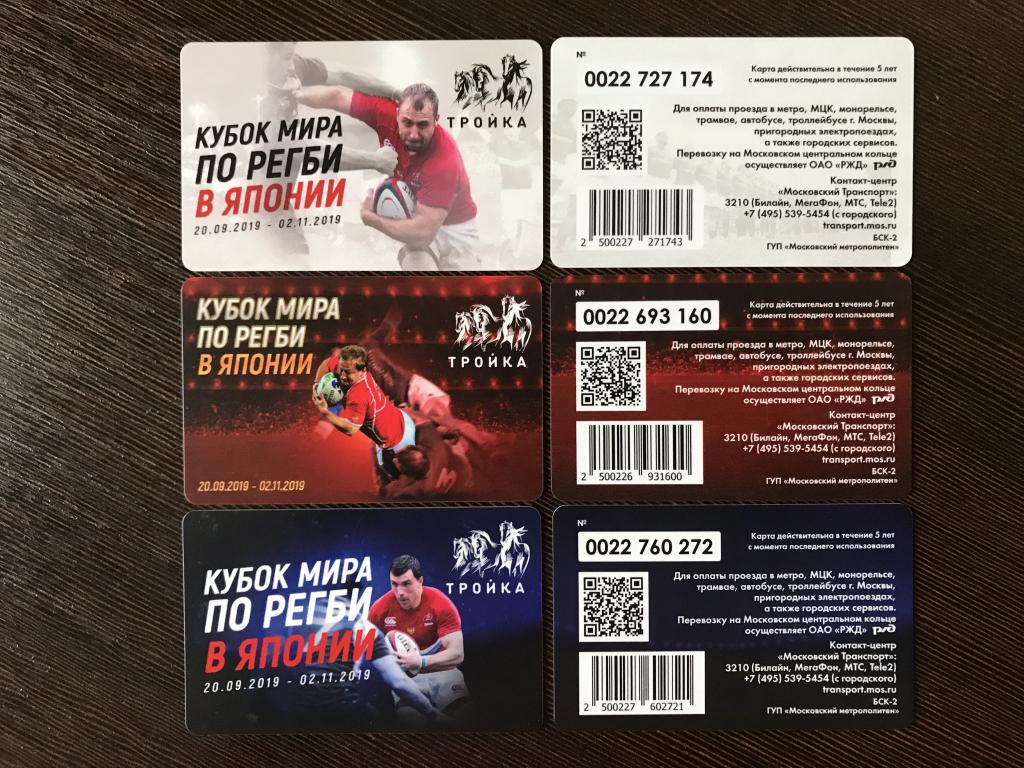 КУБОК МИРА
ПО РЕГБИ
В ЯПОНИИ
20.09.2019 - 02.11.2019
ТРОЙКА
№
0022 727 174
Карта действительна в течение 5 лет
с момента последнего использования
Для оплаты проезда в метро, МЦК, монорельсе,
трамвае, автобусе, троллейбусе г. Москвы,
пригородных электропоездах,
а также городских сервисов.
Перевозку на Московском центральном кольце
осуществляет ОАО «РЖД» РЖД
Контакт-центр
«Московский Транспорт»:
3210 (Билайн, МегаФон, МТС, Tele2)
+7 (495) 539-5454 (с городского)
transport.mos.ru
БСК-2
ГУП «Московский метрополитен»
2 500227 271743
КУБОК МИРА
ПО РЕГБИ
В ЯПОНИИ
20.09.2019 - 02.11.2019
ТРОЙКА
№
0022 693 160
Карта действительна в течение 5 лет
с момента последнего использования
Для оплаты проезда в метро, МЦК, монорельсе,
трамвае, автобусе, троллейбусе г. Москвы,
пригородных электропоездах,
а также городских сервисов.
Перевозку на Московском центральном кольце
осуществляет ОАО «РЖД» РЖД
Контакт-центр
«Московский Транспорт»:
3210 (Билайн, МегаФон, МТС, Tele2)
+7 (495) 539-5454 (с городского)
transport.mos.ru
БСК-2
ГУП «Московский метрополитен»
2 500226 931600
КУБОК МИРА
ПО РЕГБИ
В ЯПОНИИ
20.09.2019 - 02.11.2019
ТРОЙКА
№
0022 760 272
Карта действительна в течение 5 лет
с момента последнего использования
Для оплаты проезда в метро, МЦК, монорельсе,
трамвае, автобусе, троллейбусе г. Москвы,
пригородных электропоездах,
а также городских сервисов.
Перевозку на Московском центральном кольце
осуществляет ОАО «РЖД» РЖД
Контакт-центр
«Московский Транспорт»:
3210 (Билайн, МегаФон, МТС, Tele2)
+7 (495) 539-5454 (с городского)
transport.mos.ru
БСК-2
ГУП «Московский метрополитен»
2 500227 602721